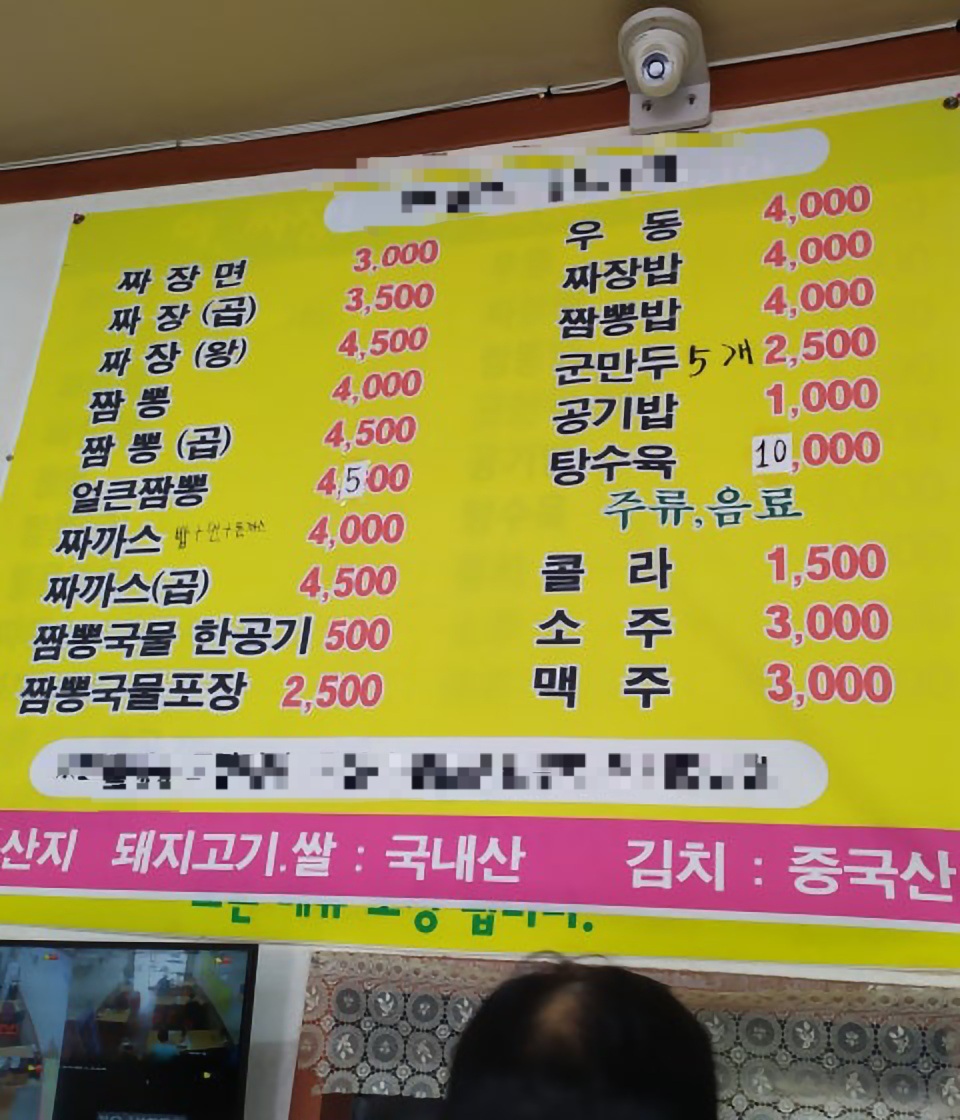 짜장면 3,000
짜장(곱) 3,500
짜장(왕) 4,500
짬뽕 4,000
짬뽕(곱) 4,500
얼큰짬뽕 4,500
짜까스 4,000
짜까스(곱) 4,500
짬뽕국물 한공기 500
짬뽕국물포장 2,500
우동 4,000
짜장밥 4,000
짬뽕밥 4,000
군만두 5개 2,500
공기밥 1,000
탕수육 10,000
주류,음료
콜라 1,500
소주 3,000
맥주 3,000
산지 돼지고기.쌀 : 국내산 김치 : 중국산